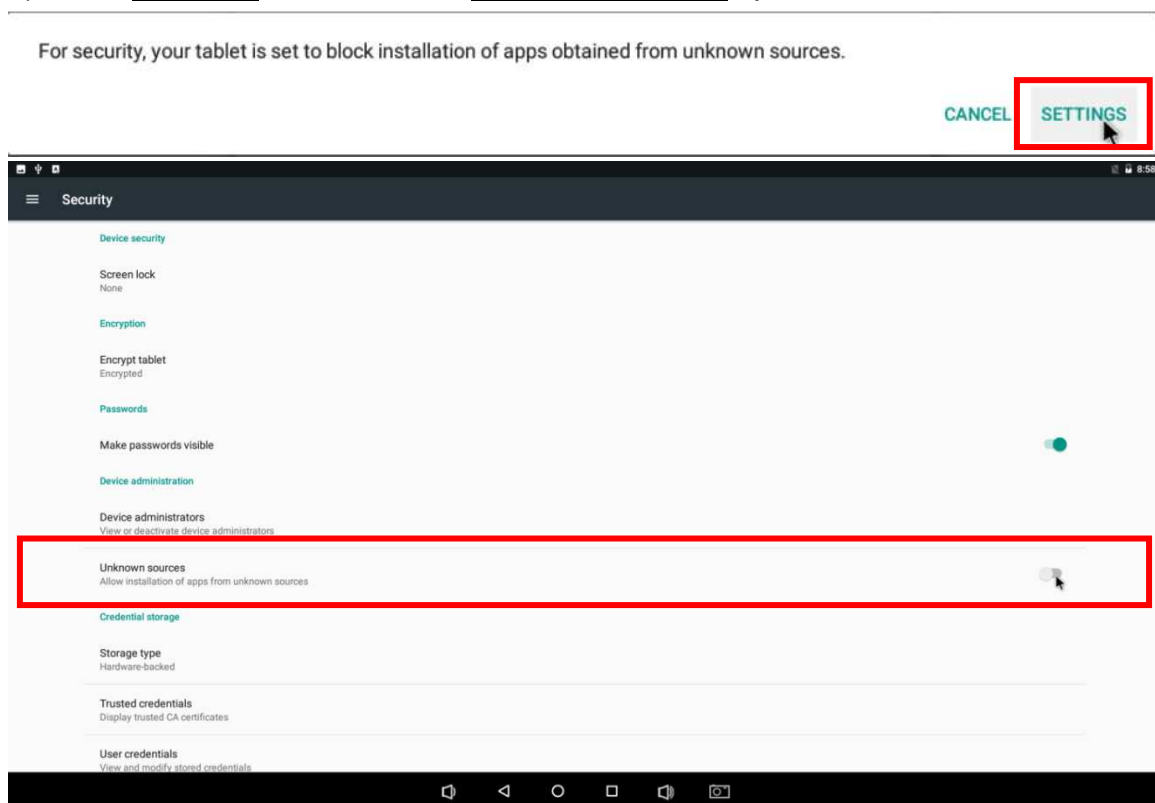 For security, your tablet is set to block installation of apps obtained from unknown sources.
CANCEL SETTINGS
8:58
Security
Device security
Screen lock
None
Encryption
Encrypt tablet
Encrypted
Passwords
Make passwords visible
Device administration
Device administrators
View or deactivate device administrators
Unknown sources
Allow installation of apps from unknown sources
Credential storage
Storage type
Hardware-backed
Trusted credentials
Display trusted CA certificates
User credentials
View and modify stored credentials